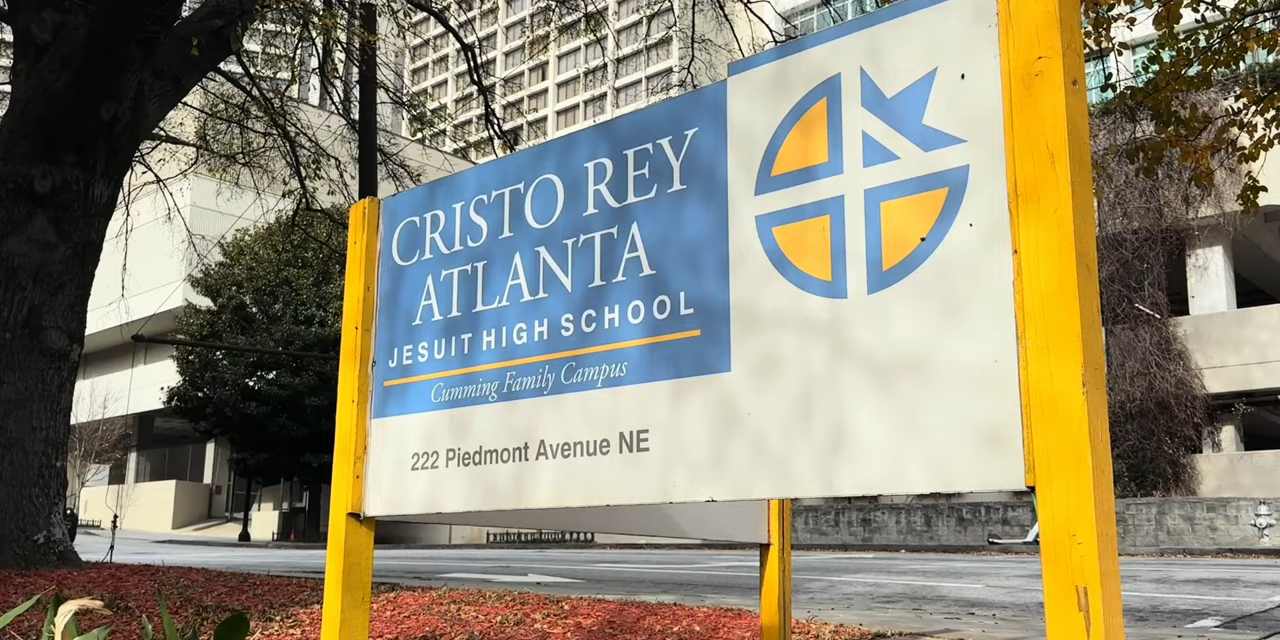 CRISTO REY
ATLANTA
JESUIT HIGH SCHOOL
Cumming Family Campus
222 Piedmont Avenue NE